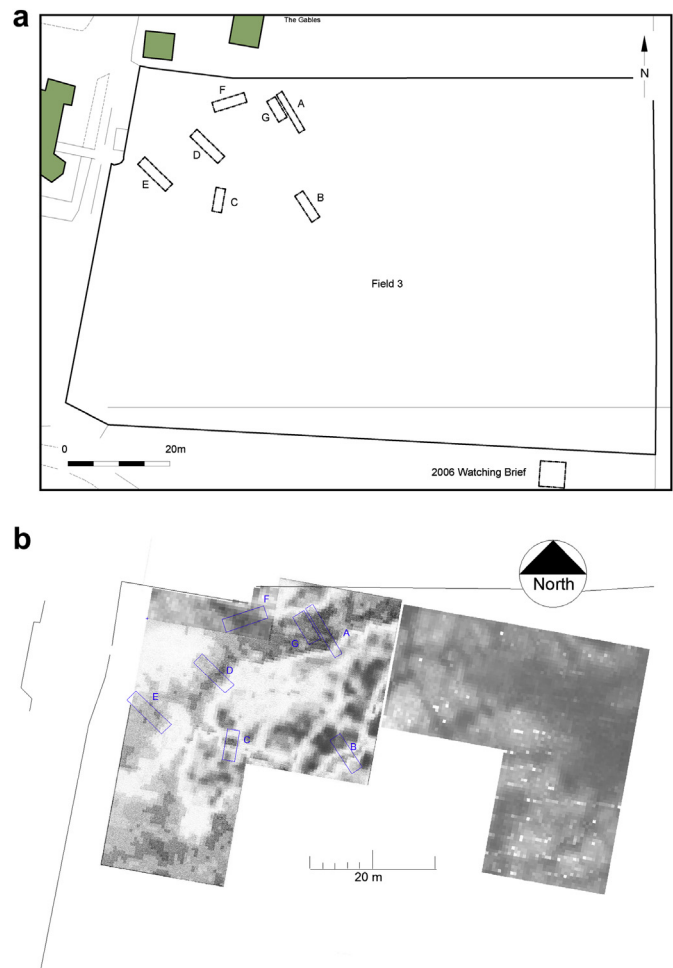 a
The Gables
N
F
A
G
D
E
C
B
Field 3
0 20m
2006 Watching Brief
b
North
F
A
G
D
E
C
B
20 m